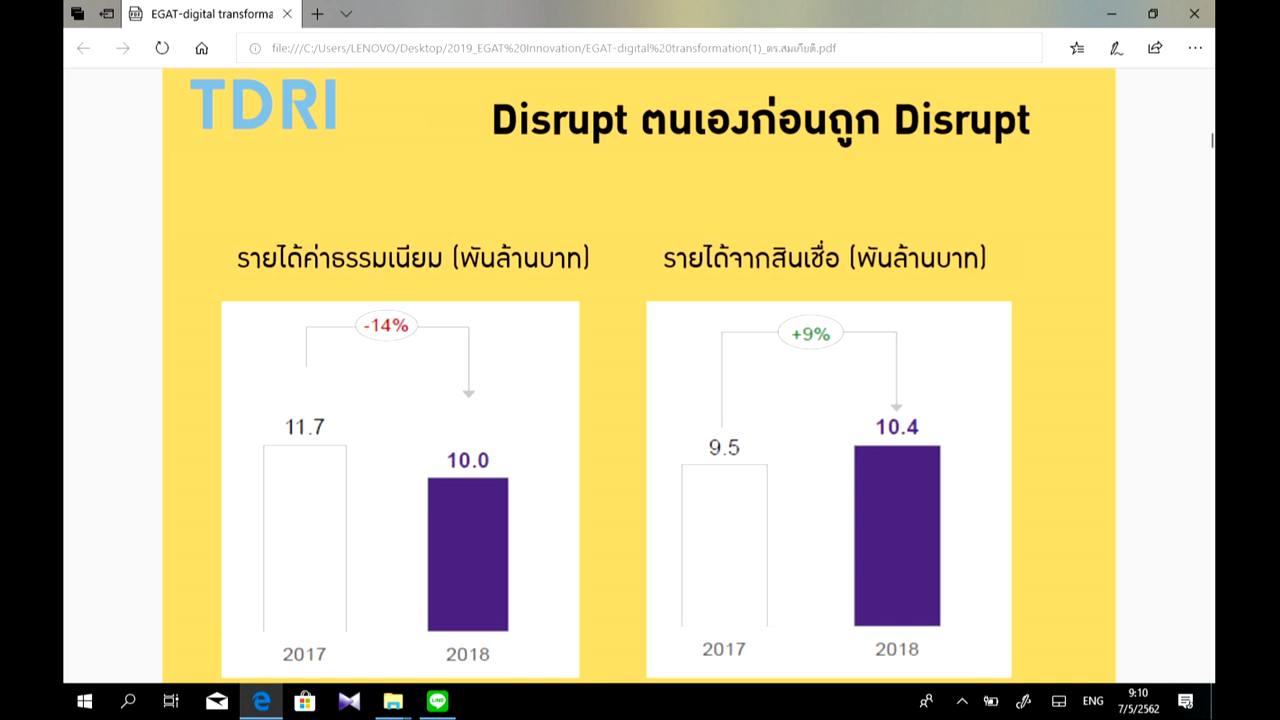 EGAT-digital transforma
file:///C:/Users/LENOVO/Desktop/2019_EGAT%20Innovation/EGAT-digital%20transformation(1)_ดร.สมเกียรติ.pdf
TDRI
Disrupt ตนเองก่อนถูก Disrupt
รายได้ค่าธรรมเนียม (พันล้านบาท)
รายได้จากสินเชื่อ (พันล้านบาท)
-14%
+9%
11.7
10.0
9.5
10.4
2017
2018
2017
2018
LINE
ENG
9:10
7/5/2562